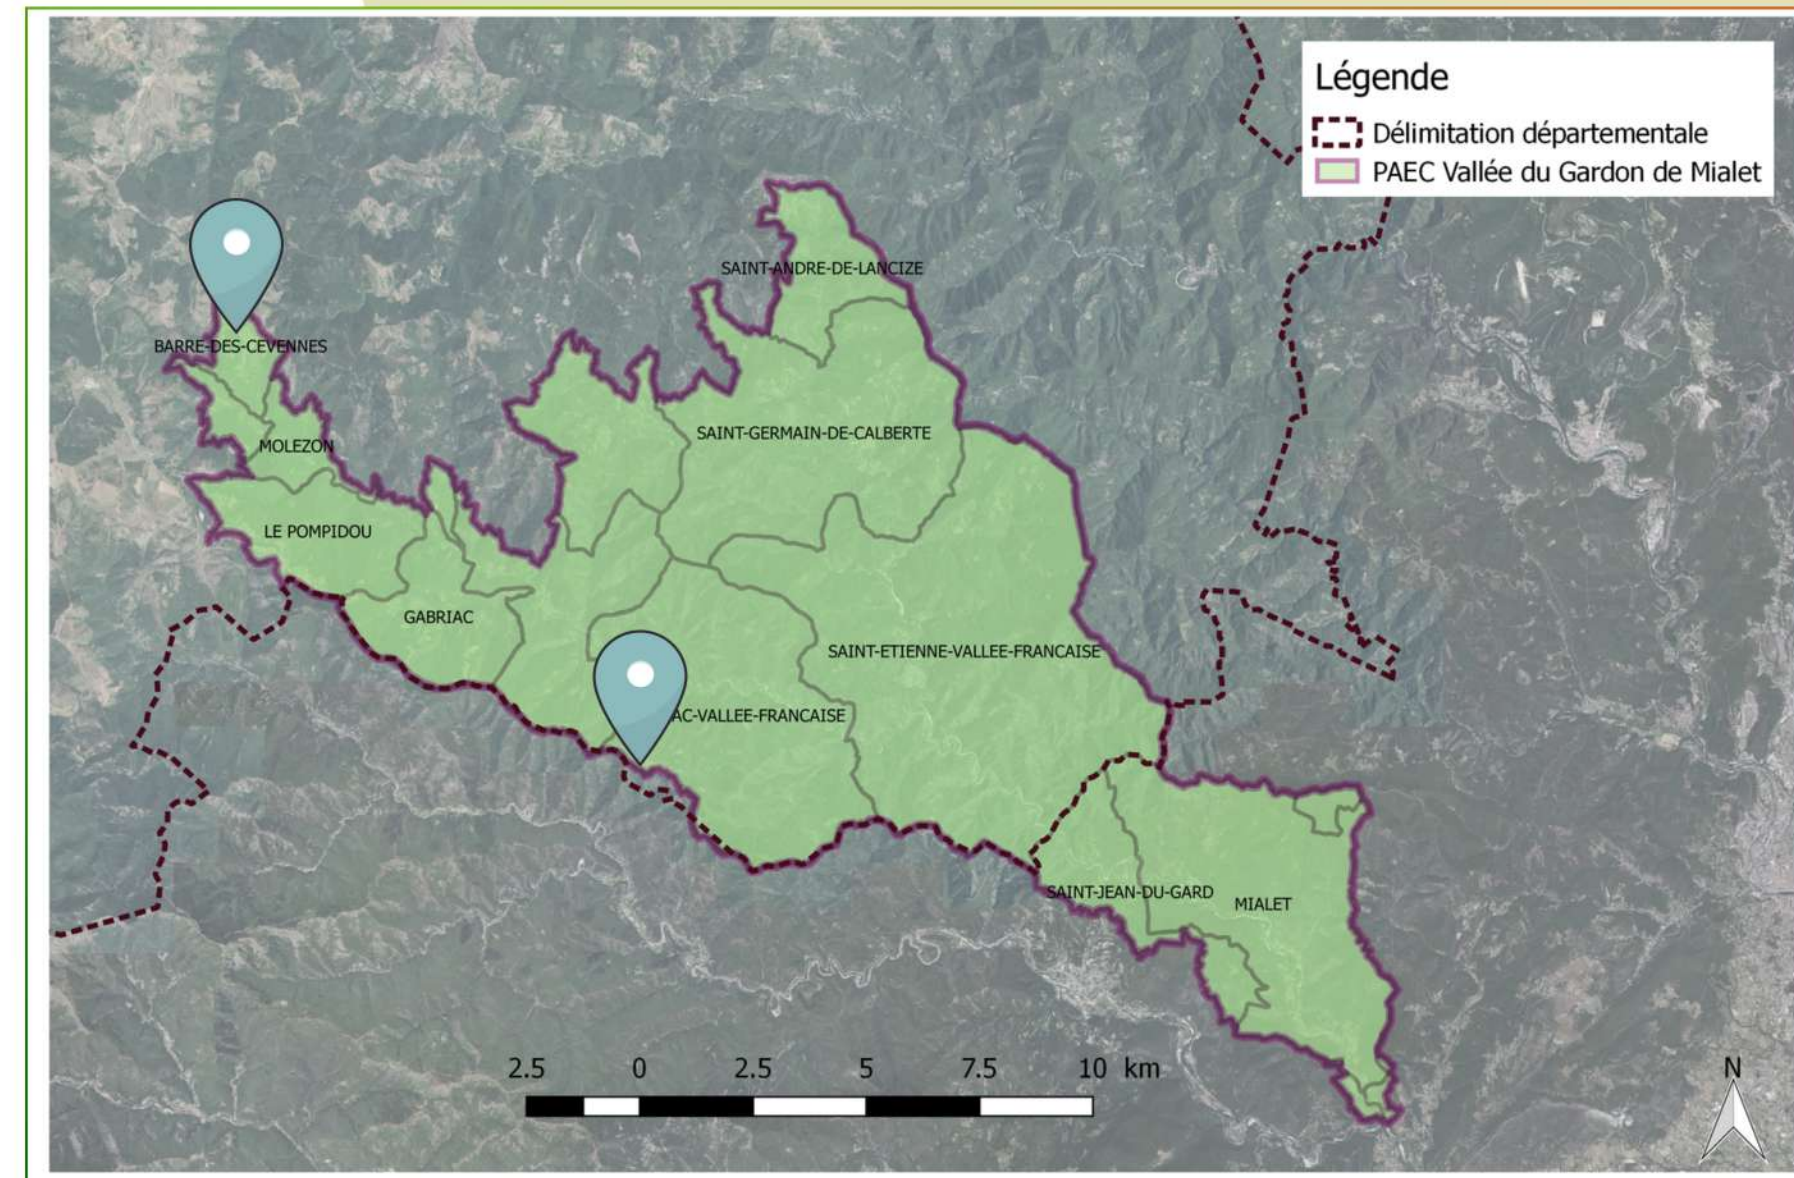 Légende
Délimitation départementale
PAEC Vallée du Gardon de Mialet
SAINT-ANDRE-DE-LANCIZE
BARRE-DES-CEVENNES
SAINT-GERMAIN-DE-CALBERTE
MOLEZON
LE POMPIDOU
GABRIAC
SAINT-ETIENNE-VALLEE-FRANCAISE
AC-VALLEE-FRANCAISE
SAINT-JEAN-DU-GARD
MIALET
2.5 0 2.5 5 7.5 10 km
N